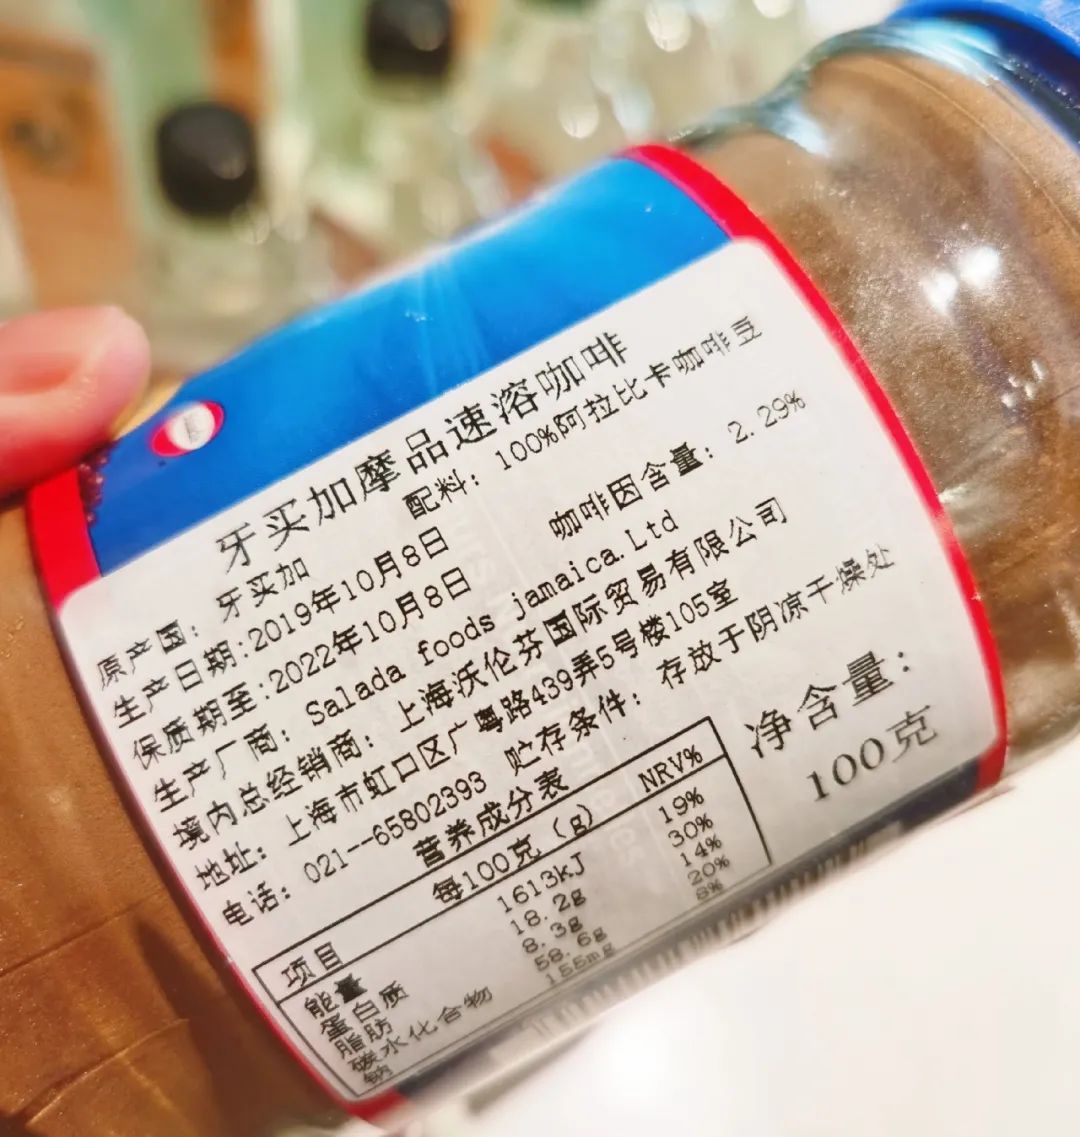 牙买加摩品速溶咖啡
配料: 100%阿拉比卡咖啡豆
原产国: 牙买加
咖啡因含量: 2.29%
生产日期:2019年10月8日
保质期至:2022年10月8日
生产厂商: Salada foods jamaica.Ltd
境内总经销商: 上海沃伦芬国际贸易有限公司
地址: 上海市虹口区广粤路439弄5号楼105室
电话: 021--65802393 贮存条件: 存放于阴凉干燥处
营养成分表
项目 每100克（g） NRV%
能量 1613KJ 19%
蛋白质 18.2g 30%
脂肪 8.3g 14%
碳水化合物 58.6g 20%
钠 155mg 8%
净含量:
100克